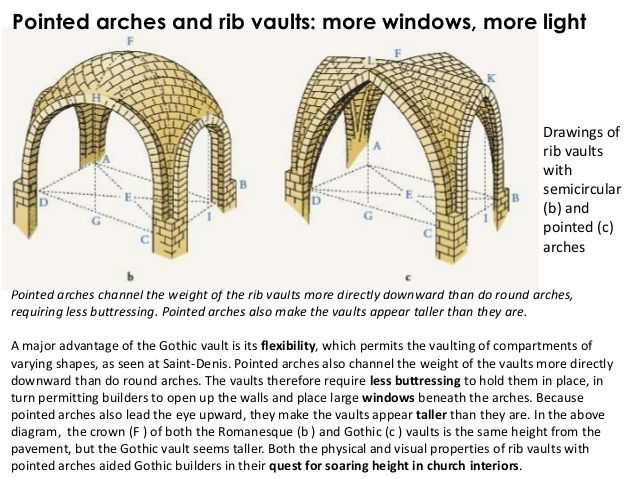 Pointed arches and rib vaults: more windows, more light
F
H
J
A
B
D
E
I
G
C
b
L
F
K
A
B
D
E
I
G
C
c
Drawings of
rib vaults
with
semicircular
(b) and
pointed (c)
arches
Pointed arches channel the weight of the rib vaults more directly downward than do round arches,
requiring less buttressing. Pointed arches also make the vaults appear taller than they are.
A major advantage of the Gothic vault is its flexibility, which permits the vaulting of compartments of
varying shapes, as seen at Saint-Denis. Pointed arches also channel the weight of the vaults more directly
downward than do round arches. The vaults therefore require less buttressing to hold them in place, in
turn permitting builders to open up the walls and place large windows beneath the arches. Because
pointed arches also lead the eye upward, they make the vaults appear taller than they are. In the above
diagram,  the crown (F ) of both the Romanesque (b ) and Gothic (c ) vaults is the same height from the
pavement, but the Gothic vault seems taller. Both the physical and visual properties of rib vaults with
pointed arches aided Gothic builders in their quest for soaring height in church interiors.